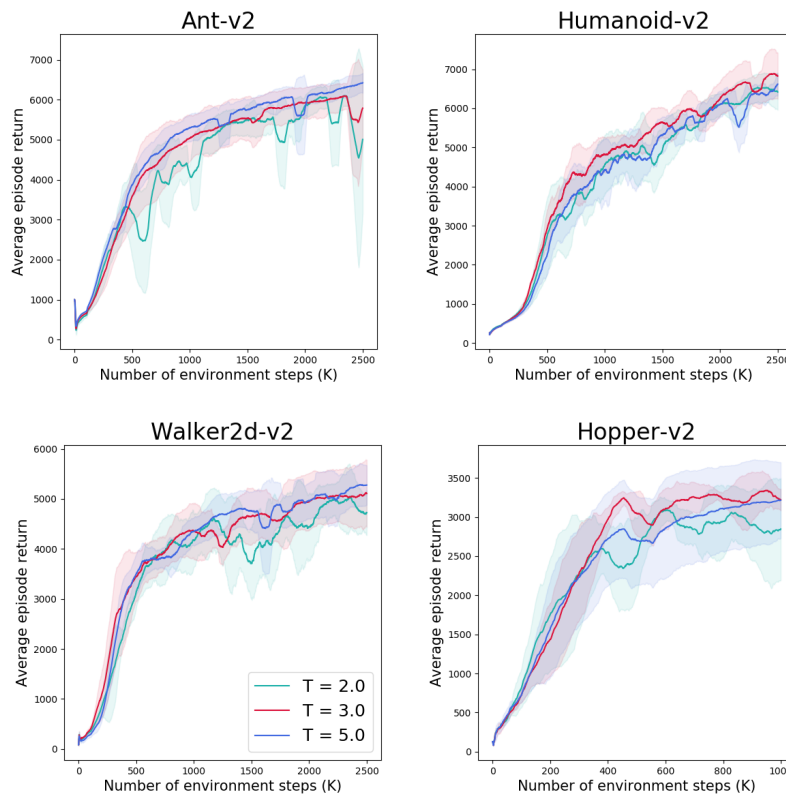 Ant-v2
Average episode return
7000
6000
5000
4000
3000
2000
1000
0
0 500 1000 1500 2000 2500
Number of environment steps (K)
Humanoid-v2
Average episode return
7000
6000
5000
4000
3000
2000
1000
0
0 500 1000 1500 2000 2500
Number of environment steps (K)
Walker2d-v2
Average episode return
6000
5000
4000
3000
2000
1000
0
T = 2.0
T = 3.0
T = 5.0
0 500 1000 1500 2000 2500
Number of environment steps (K)
Hopper-v2
Average episode return
3500
3000
2500
2000
1500
1000
500
0
0 200 400 600 800 1000
Number of environment steps (K)